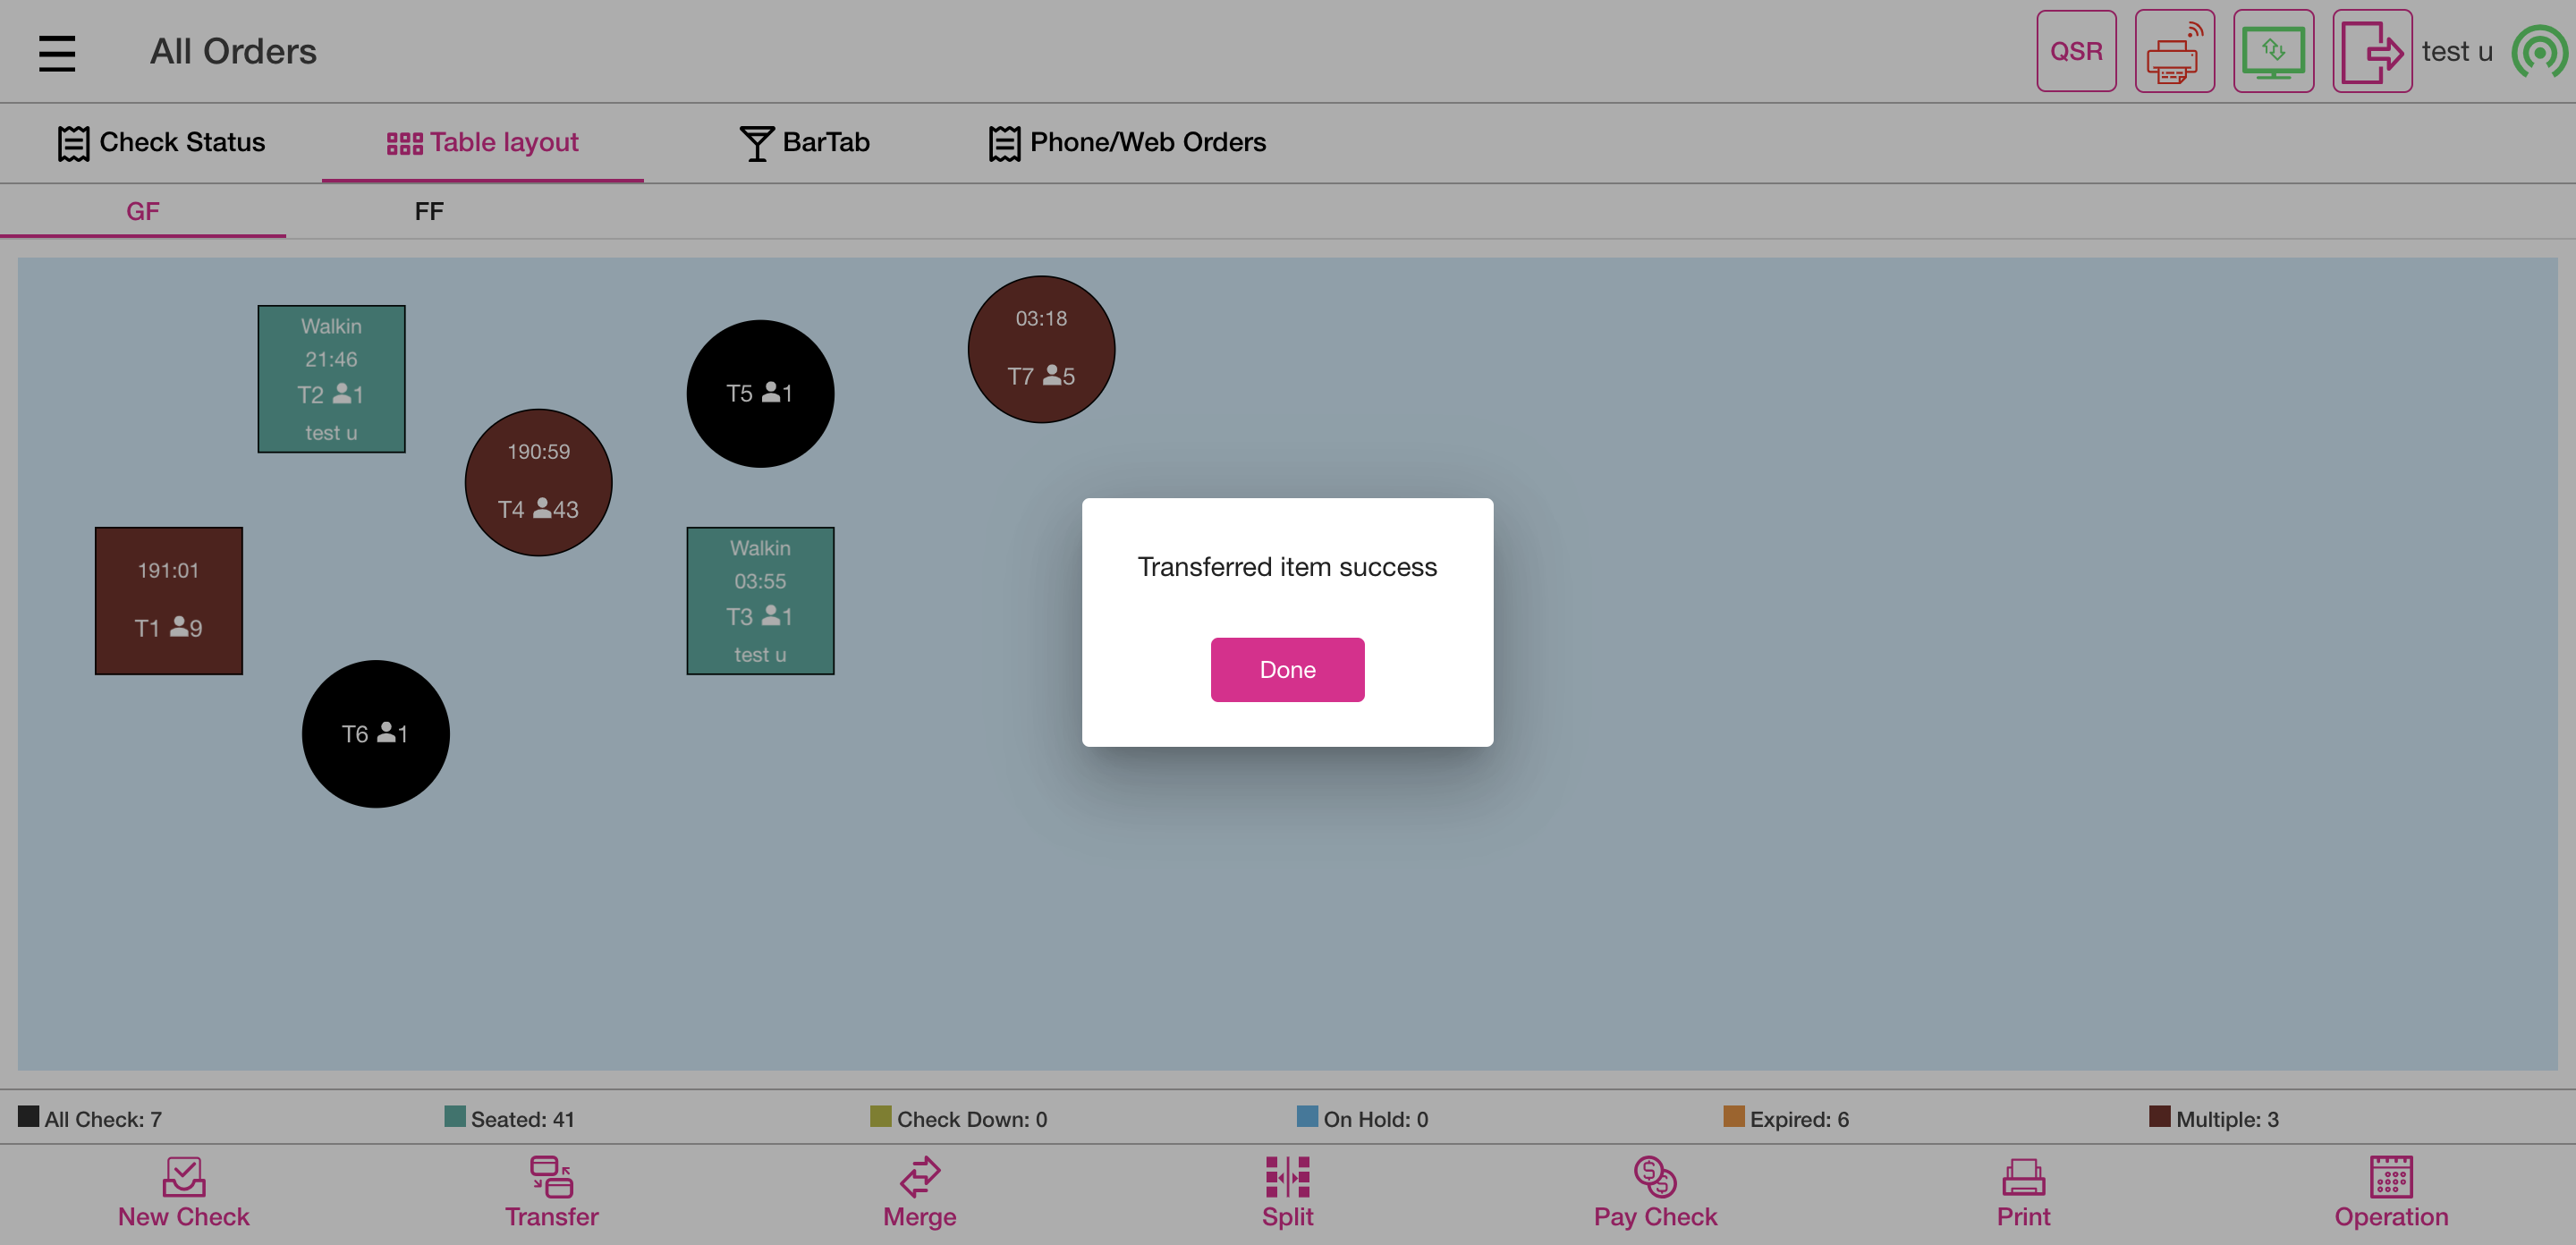 All Orders
QSR
test u
Check Status
Table layout
BarTab
Phone/Web Orders
GF
FF
Walkin
21:46
T2 1
test u
190:59
T4 43
T5 1
03:18
T7 5
191:01
T1 9
Walkin
03:55
T3 1
test u
T6 1
Transferred item success
Done
All Check: 7
Seated: 41
Check Down: 0
On Hold: 0
Expired: 6
Multiple: 3
New Check
Transfer
Merge
Split
Pay Check
Print
Operation